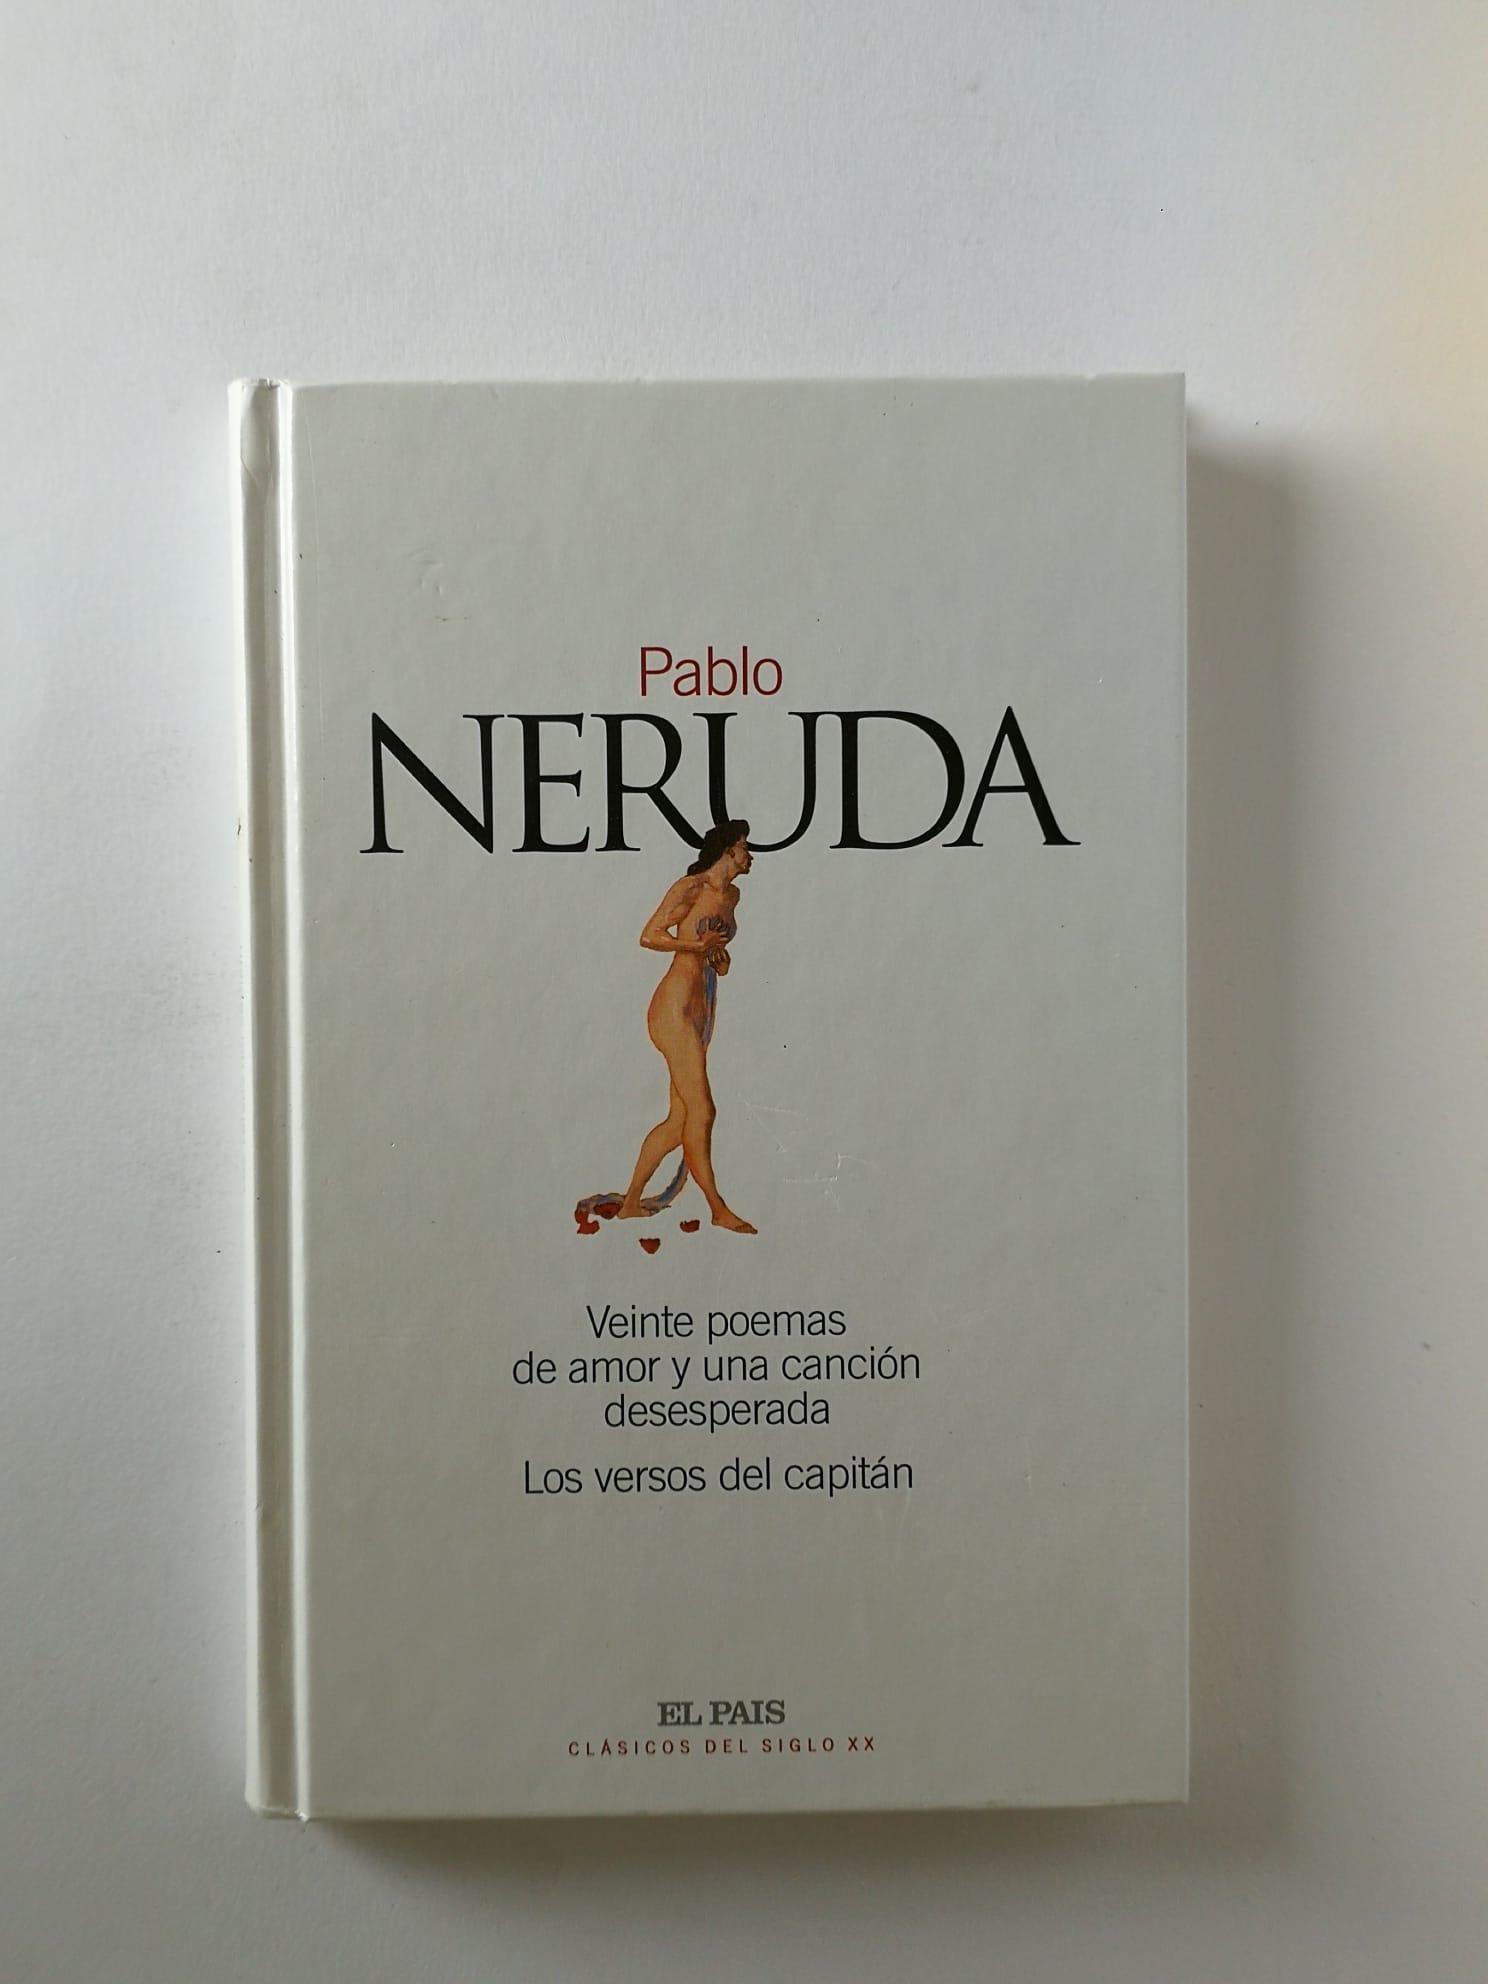 Pablo
NERUDA
Veinte poemas
de amor y una canción
desesperada
Los versos del capitán
EL PAIS
CLÁSICOS DEL SIGLO XX